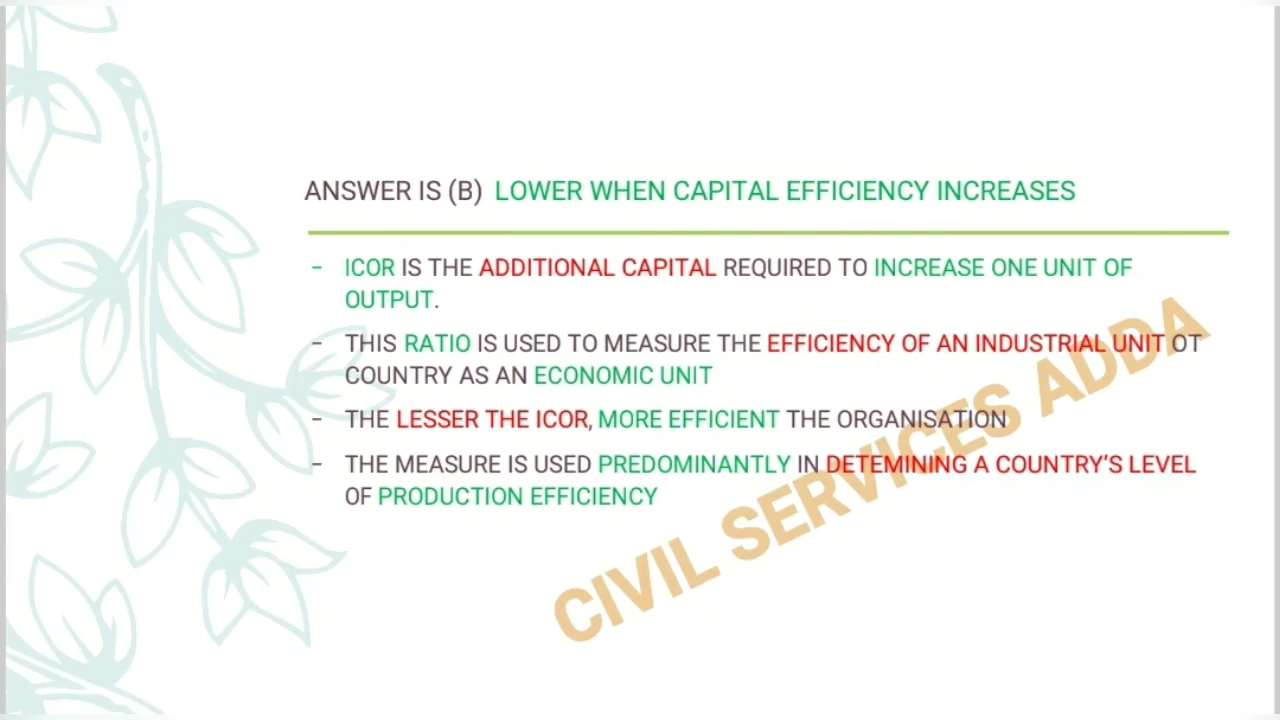 ANSWER IS (B) LOWER WHEN CAPITAL EFFICIENCY INCREASES
- ICOR IS THE ADDITIONAL CAPITAL REQUIRED TO INCREASE ONE UNIT OF
OUTPUT.
- THIS RATIO IS USED TO MEASURE THE EFFICIENCY OF AN INDUSTRIAL UNIT OT
COUNTRY AS AN ECONOMIC UNIT
- THE LESSER THE ICOR, MORE EFFICIENT THE ORGANISATION
- THE MEASURE IS USED PREDOMINANTLY IN DETEMINING A COUNTRY'S LEVEL
OF PRODUCTION EFFICIENCY
CIVIL SERVICES ADDA